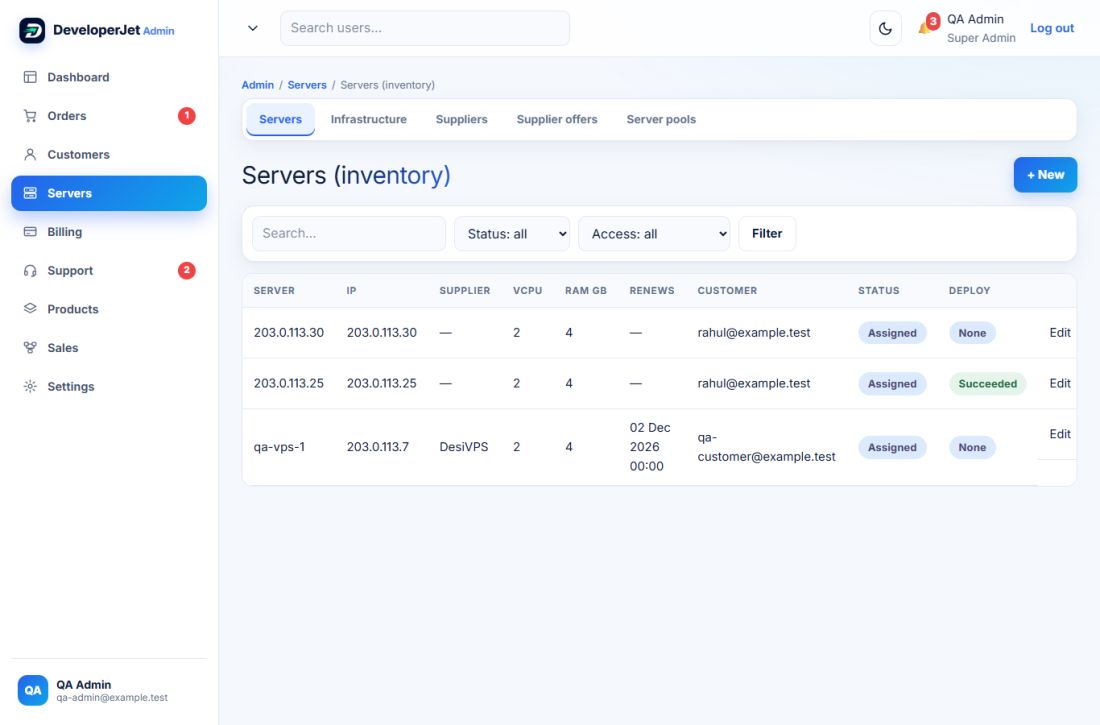 DeveloperJet Admin
Search users...
3
QA Admin
Super Admin
Log out
Dashboard
Orders 1
Customers
Servers
Billing
Support 2
Products
Sales
Settings
QA
QA Admin
qa-admin@example.test
Admin / Servers / Servers (inventory)
Servers Infrastructure Suppliers Supplier offers Server pools
Servers (inventory)
+ New
Search... Status: all Access: all Filter
SERVER IP SUPPLIER VCPU RAM GB RENEWS CUSTOMER STATUS DEPLOY
203.0.113.30 203.0.113.30 — 2 4 — rahul@example.test Assigned None Edit
203.0.113.25 203.0.113.25 — 2 4 — rahul@example.test Assigned Succeeded Edit
qa-vps-1 203.0.113.7 DesiVPS 2 4 02 Dec
2026
00:00
qa-
customer@example.test
Assigned None Edit